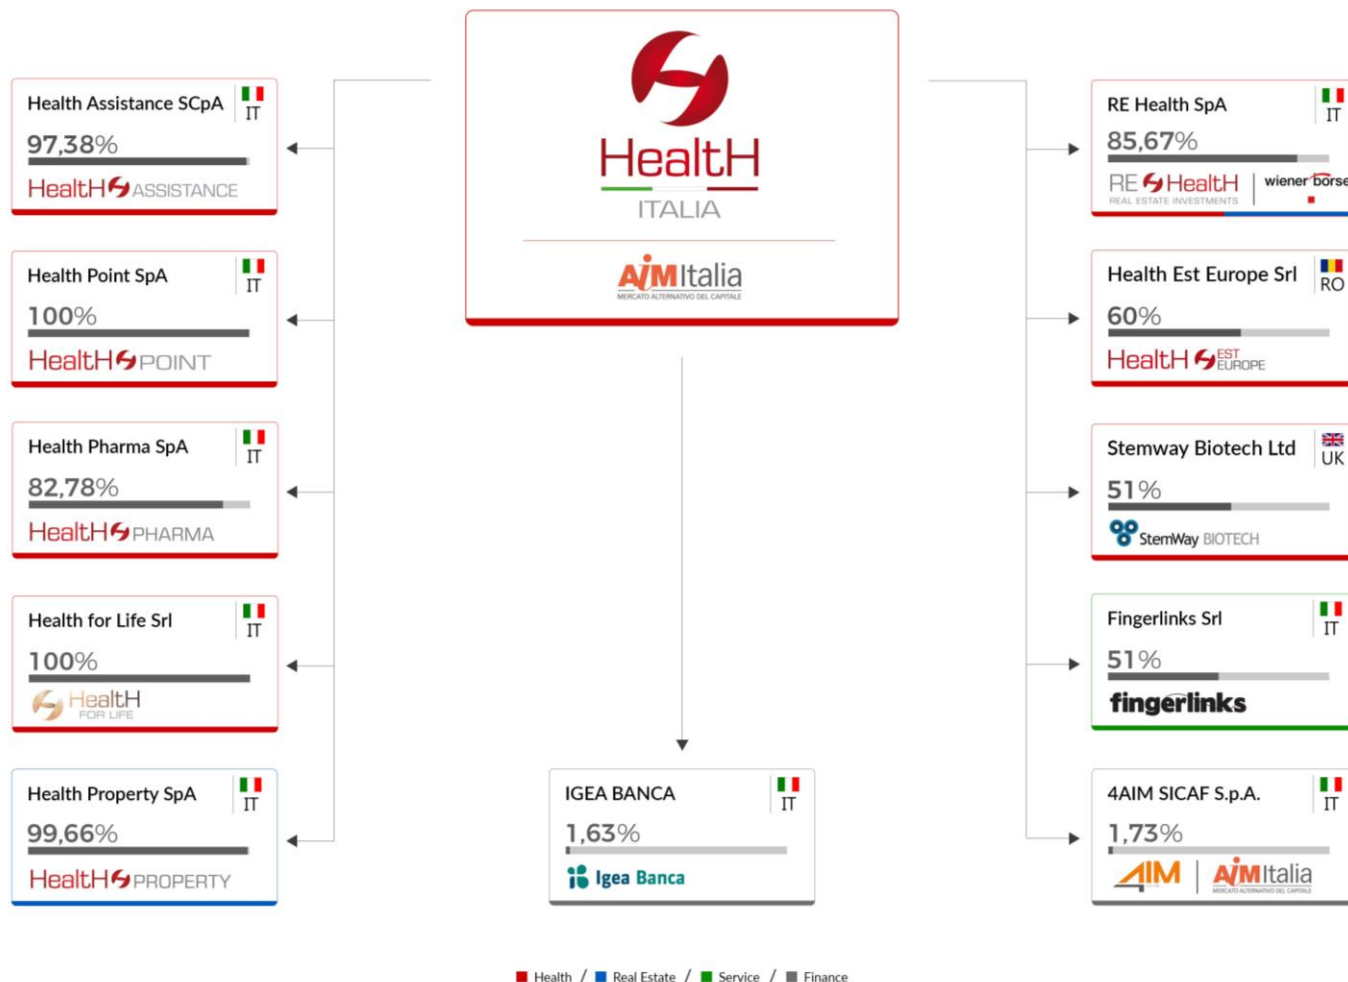 HealtH
ITALIA
AiM Italia
MERCATO ALTERNATIVO DEL CAPITALE
Health Assistance SCpA
IT
97,38%
HealtH ASSISTANCE
Health Point SpA
IT
100%
HealtH POINT
Health Pharma SpA
IT
82,78%
HealtH PHARMA
Health for Life Srl
IT
100%
HealtH
FOR LIFE
Health Property SpA
IT
99,66%
HealtH PROPERTY
IGEA BANCA
IT
1,63%
Igea Banca
RE Health SpA
IT
85,67%
RE HealtH
REAL ESTATE INVESTMENTS
wiener börse
Health Est Europe Srl
RO
60%
HealtH EST
EUROPE
Stemway Biotech Ltd
UK
51%
StemWay BIOTECH
Fingerlinks Srl
IT
51%
fingerlinks
4AIM SICAF S.p.A.
IT
1,73%
4AIM
AiM Italia
MERCATO ALTERNATIVO DEL CAPITALE
Health / Real Estate / Service / Finance